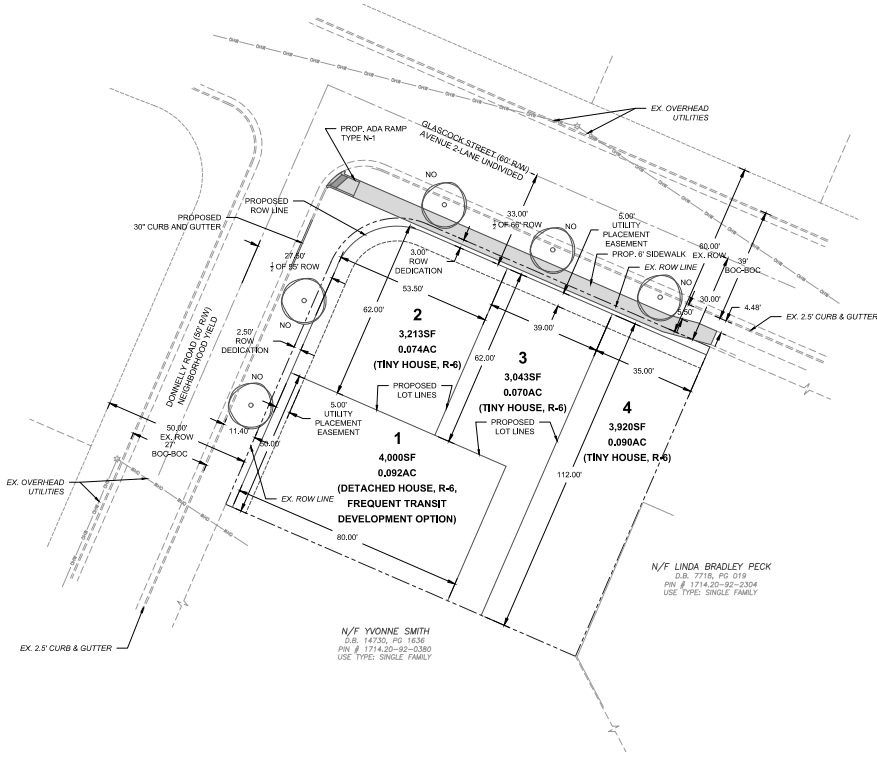 EX. OVERHEAD
UTILITIES
PROP. ADA RAMP
TYPE N-1
GLASCOCK STREET (60' R/W)
AVENUE 2-LANE UNDIVIDED
NO
PROPOSED
ROW LINE
PROPOSED
30" CURB AND GUTTER
33.00'
½ OF 66' ROW
NO
5.00'
UTILITY
PLACEMENT
EASEMENT
PROP. 6' SIDEWALK
EX. ROW LINE
60.00'
EX. ROW
39'
BOC-BOC
NO
30.00'
5.50'
4.48'
EX. 2.5' CURB & GUTTER
27.50'
½ OF 55' ROW
3.00'
ROW
DEDICATION
53.50'
62.00'
NO
2
3,213SF
0.074AC
(TINY HOUSE, R-6)
39.00'
62.00'
3
3,043SF
0.070AC
(TINY HOUSE, R-6)
35.00'
4
3,920SF
0.090AC
(TINY HOUSE, R-6)
2.50'
ROW
DEDICATION
DONNELLY ROAD (50' R/W)
NEIGHBORHOOD YIELD
NO
PROPOSED
LOT LINES
PROPOSED
LOT LINES
5.00'
UTILITY
PLACEMENT
EASEMENT
50.00'
EX. ROW
27'
BOC-BOC
11.40'
50.00'
1
4,000SF
0.092AC
(DETACHED HOUSE, R-6,
FREQUENT TRANSIT
DEVELOPMENT OPTION)
EX. ROW LINE
80.00'
112.00'
EX. OVERHEAD
UTILITIES
N/F LINDA BRADLEY PECK
D.B. 7718, PG 019
PIN # 1714.20-92-2304
USE TYPE: SINGLE FAMILY
N/F YVONNE SMITH
D.B. 14730, PG 1636
PIN # 1714.20-92-0380
USE TYPE: SINGLE FAMILY
EX. 2.5' CURB & GUTTER